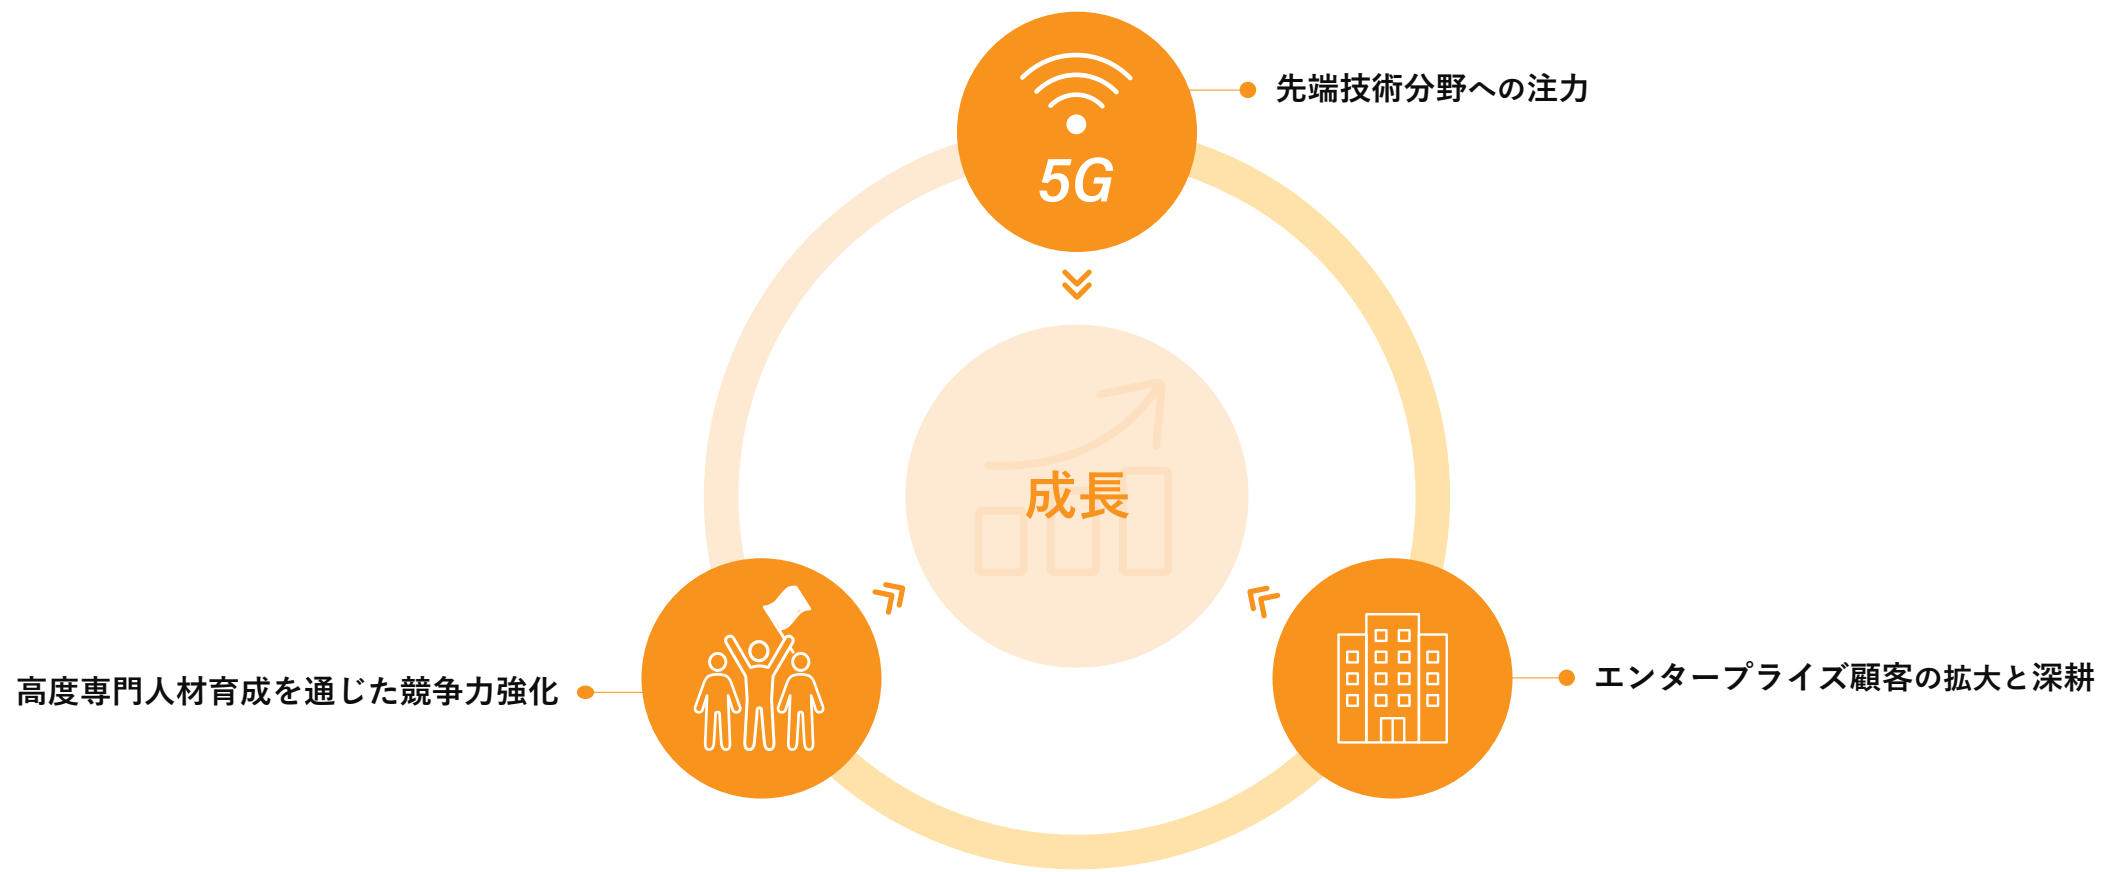 5G
先端技術分野への注力
成長
高度専門人材育成を通じた競争力強化
エンタープライズ顧客の拡大と深耕